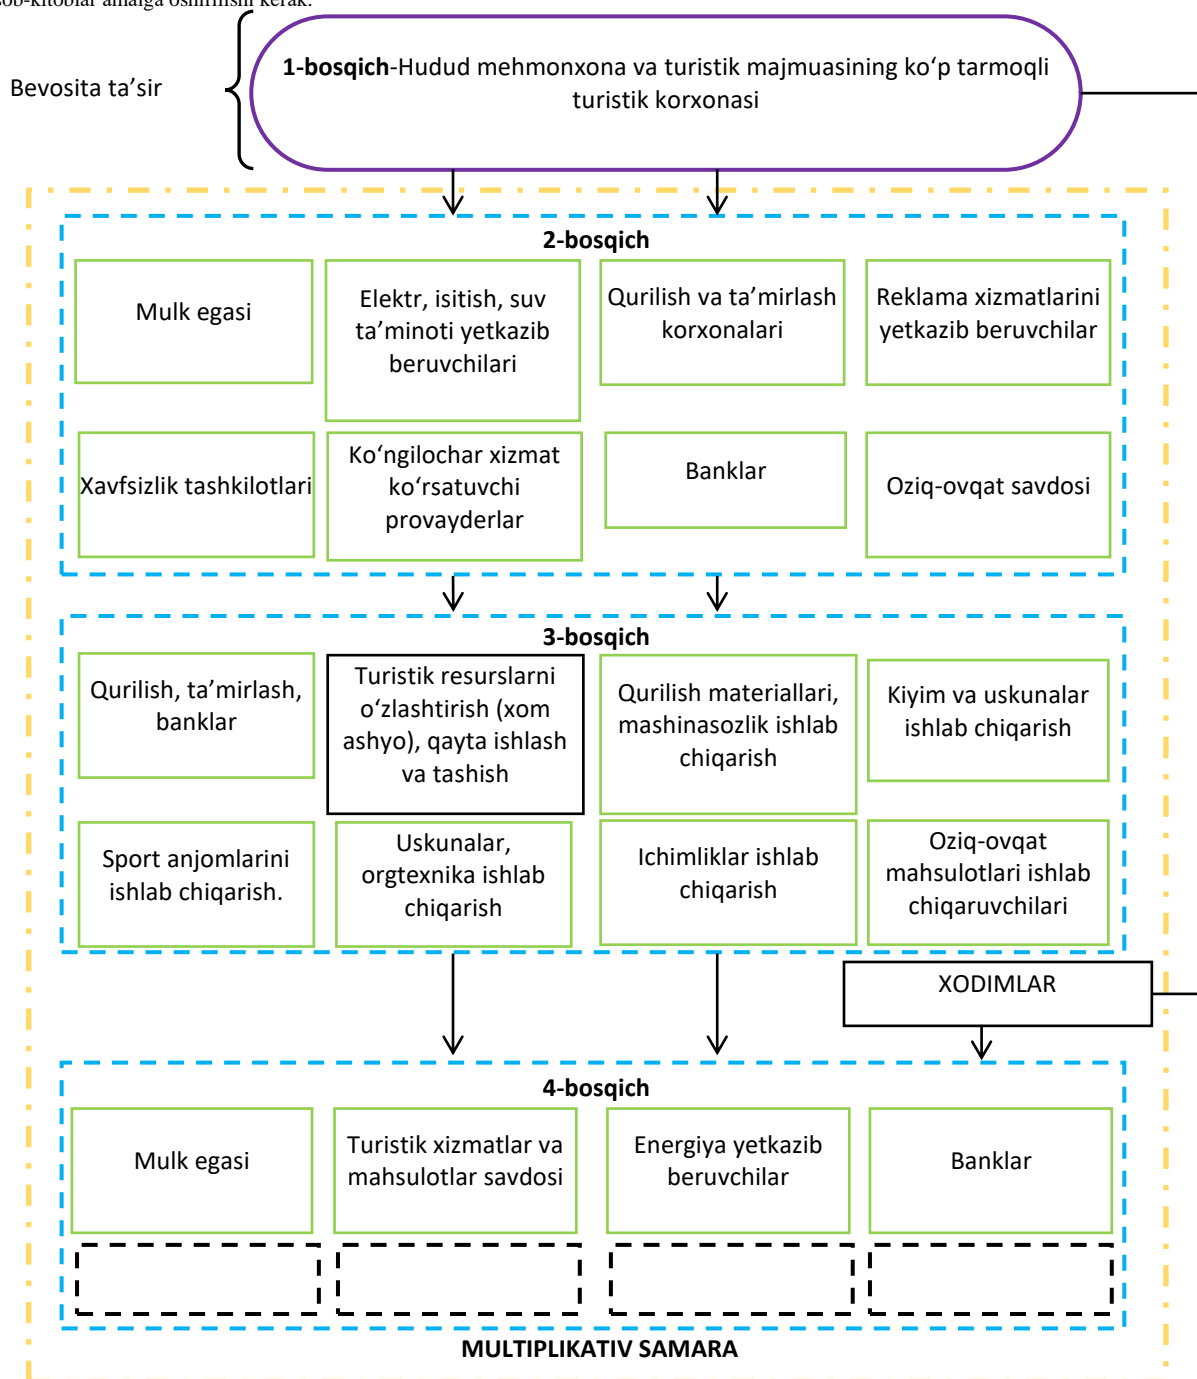 sob-kitoblar amalga oshirilishi kerak.
1-bosqich-Hudud mehmonxona va turistik majmuasining ko‘p tarmoqli
turistik korxonasi
Bevosita ta’sir
2-bosqich
Mulk egasi
Elektr, isitish, suv
ta’minoti yetkazib
beruvchilari
Qurilish va ta’mirlash
korxonalari
Reklama xizmatlarini
yetkazib beruvchilar
Xavfsizlik tashkilotlari
Ko‘ngilochar xizmat
ko‘rsatuvchi
provayderlar
Banklar
Oziq-ovqat savdosi
3-bosqich
Qurilish, ta’mirlash,
banklar
Turistik resurslarni
o‘zlashtirish (xom
ashyo), qayta ishlash
va tashish
Qurilish materiallari,
mashinasozlik ishlab
chiqarish
Kiyim va uskunalar
ishlab chiqarish
Sport anjomlarini
ishlab chiqarish.
Uskunalar,
orgtexnika ishlab
chiqarish
Ichimliklar ishlab
chiqarish
Oziq-ovqat
mahsulotlari ishlab
chiqaruvchilari
XODIMLAR
4-bosqich
Mulk egasi
Turistik xizmatlar va
mahsulotlar savdosi
Energiya yetkazib
beruvchilar
Banklar
MULTIPLIKATIV SAMARA